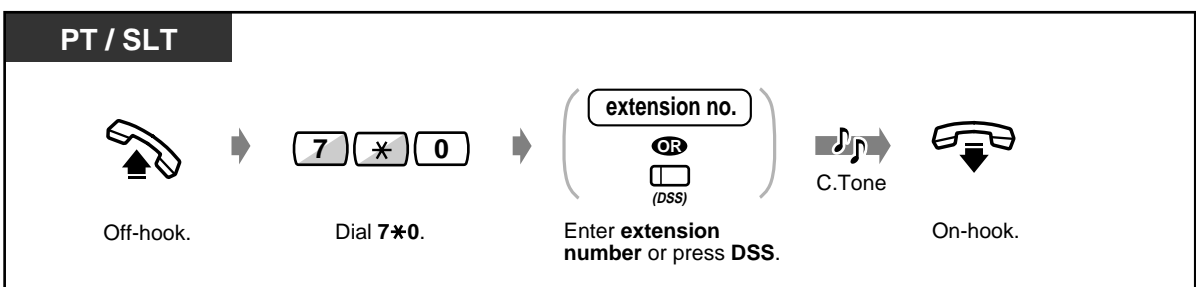 PT / SLT
7 * 0
extension no.
OR
(DSS)
C.Tone
Off-hook.
Dial 7*0.
Enter extension
number or press DSS.
On-hook.